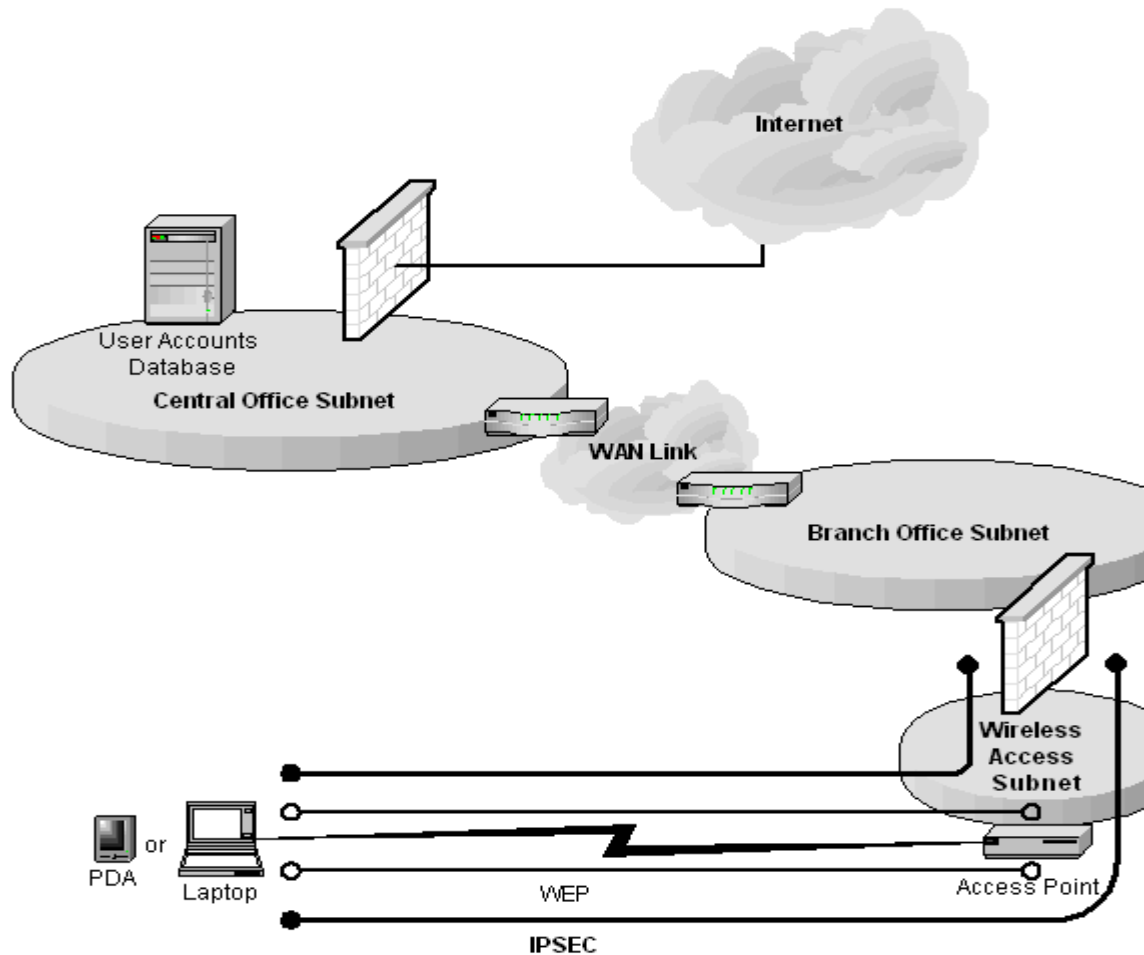 Internet
User Accounts
Database
Central Office Subnet
WAN Link
Branch Office Subnet
Wireless
Access
Subnet
or
PDA
Laptop
WEP
Access Point
IPSEC